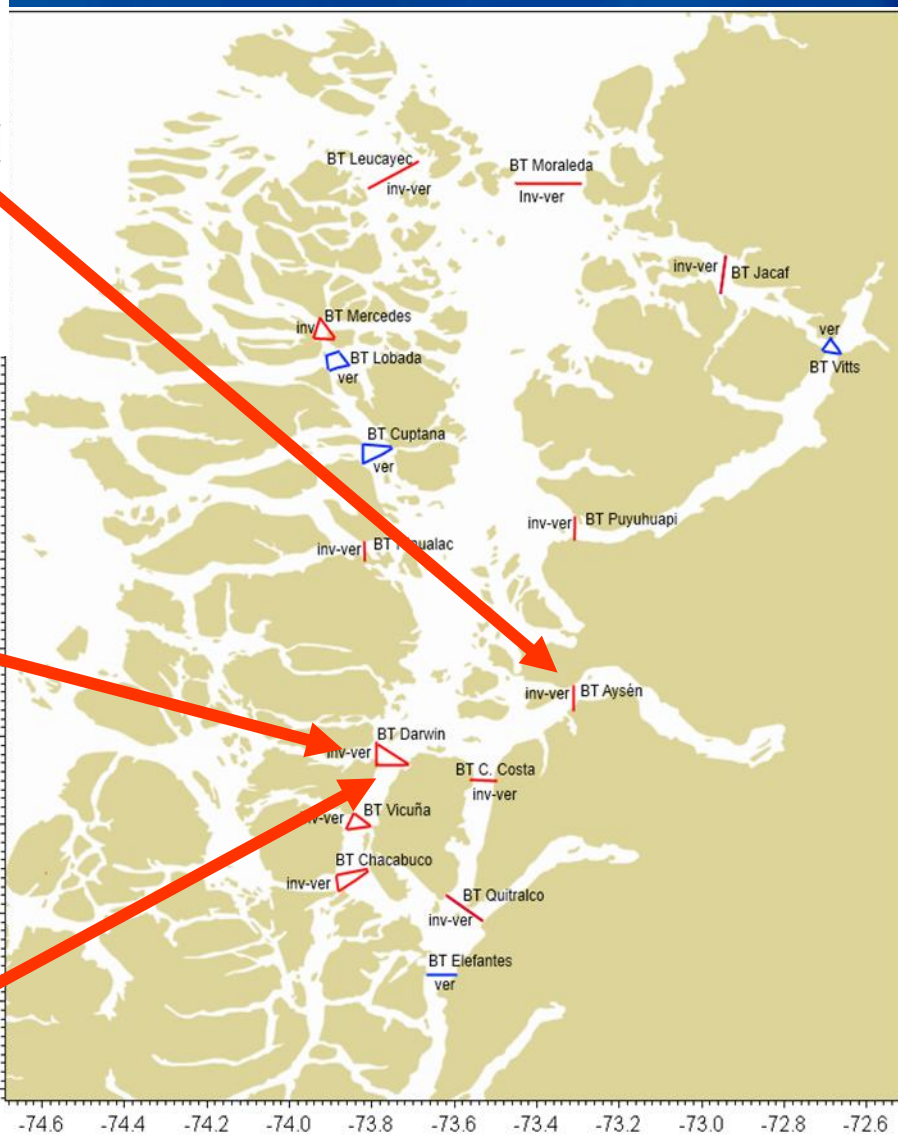 BT Leucayec
inv-ver
BT Moraleda
Inv-ver
inv-ver
BT Jacaf
BT Mercedes
inv
BT Lobada
ver
ver
BT Vitts
BT Cuptana
ver
inv-ver
BT Puyuhuapi
inv-ver
BT
inv-ver
BT Aysén
BT Darwin
inv-ver
BT C. Costa
inv-ver
BT Vicuña
BT Chacabuco
inv-ver
BT Quitralco
inv-ver
BT Elefantes
ver
-74.6 -74.4 -74.2 -74.0 -73.8 -73.6 -73.4 -73.2 -73.0 -72.8 -72.6